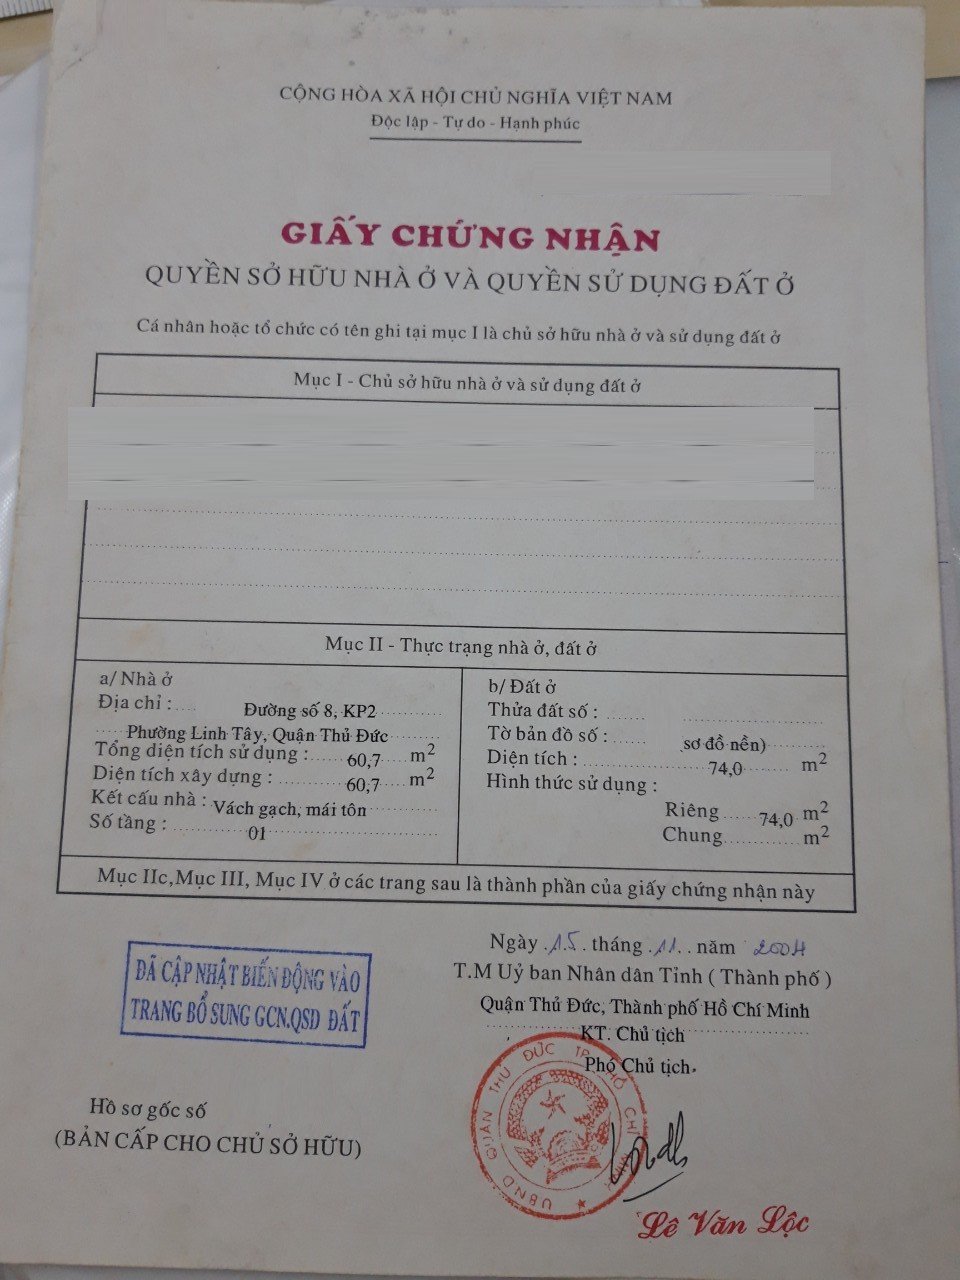 CỘNG HÒA XÃ HỘI CHỦ NGHĨA VIỆT NAM
Độc lập - Tự do - Hạnh phúc
GIẤY CHỨNG NHẬN
QUYỀN SỞ HỮU NHÀ Ở VÀ QUYỀN SỬ DỤNG ĐẤT Ở
Cá nhân hoặc tổ chức có tên ghi tại mục I là chủ sở hữu nhà ở và sử dụng đất ở
Mục I - Chủ sở hữu nhà ở và sử dụng đất ở
Mục II - Thực trạng nhà ở, đất ở
a/ Nhà ở
Địa chỉ : Đường số 8, KP2
Phường Linh Tây, Quận Thủ Đức
Tổng diện tích sử dụng : 60,7 m2
Diện tích xây dựng : 60,7 m2
Kết cấu nhà : Vách gạch, mái tôn
Số tầng : 01
b/ Đất ở
Thửa đất số :
Tờ bản đồ số : sơ đồ nền)
Diện tích : 74,0 m2
Hình thức sử dụng :
Riêng 74,0 m2
Chung m2
Mục IIc,Mục III, Mục IV ở các trang sau là thành phần của giấy chứng nhận này
ĐÃ CẬP NHẬT BIẾN ĐỘNG VÀO
TRANG BỔ SUNG GCN.QSD ĐẤT
Hồ sơ gốc số
(BẢN CẤP CHO CHỦ SỞ HỮU)
Ngày 15 tháng 11 năm 2004
T.M Uỷ ban Nhân dân Tỉnh ( Thành phố )
Quận Thủ Đức, Thành phố Hồ Chí Minh
KT. Chủ tịch
Phó Chủ tịch
UBND QUẬN THỦ ĐỨC TP. HỒ CHÍ MINH
Lê Văn Lộc